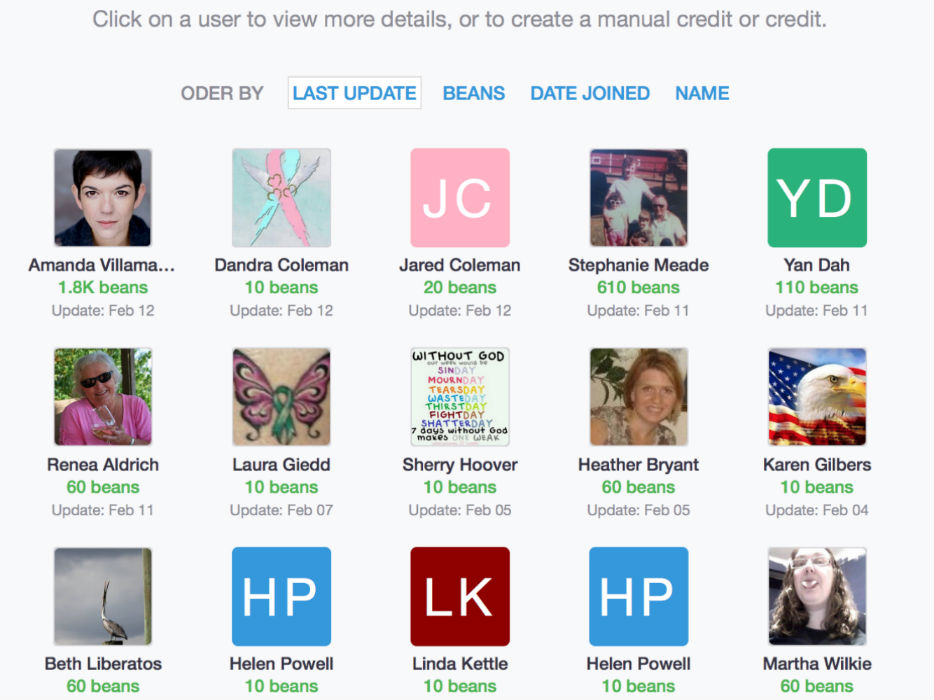 Click on a user to view more details, or to create a manual credit or credit.
ODER BY LAST UPDATE BEANS DATE JOINED NAME
JC YD
Amanda Villama... Dandra Coleman Jared Coleman Stephanie Meade Yan Dah
1.8K beans 10 beans 20 beans 610 beans 110 beans
Update: Feb 12 Update: Feb 12 Update: Feb 12 Update: Feb 11 Update: Feb 11
WITHOUT GOD
our week would be
SINDAY
MOURNDAY
TEARSDAY
WASTEDAY
THIRSTDAY
FIGHTDAY
SHATTERDAY
7 days without God
makes ONE WEAK
Renea Aldrich Laura Giedd Sherry Hoover Heather Bryant Karen Gilbers
60 beans 10 beans 10 beans 60 beans 10 beans
Update: Feb 11 Update: Feb 07 Update: Feb 05 Update: Feb 05 Update: Feb 04
HP LK HP
Beth Liberatos Helen Powell Linda Kettle Helen Powell Martha Wilkie
60 beans 10 beans 10 beans 10 beans 60 beans